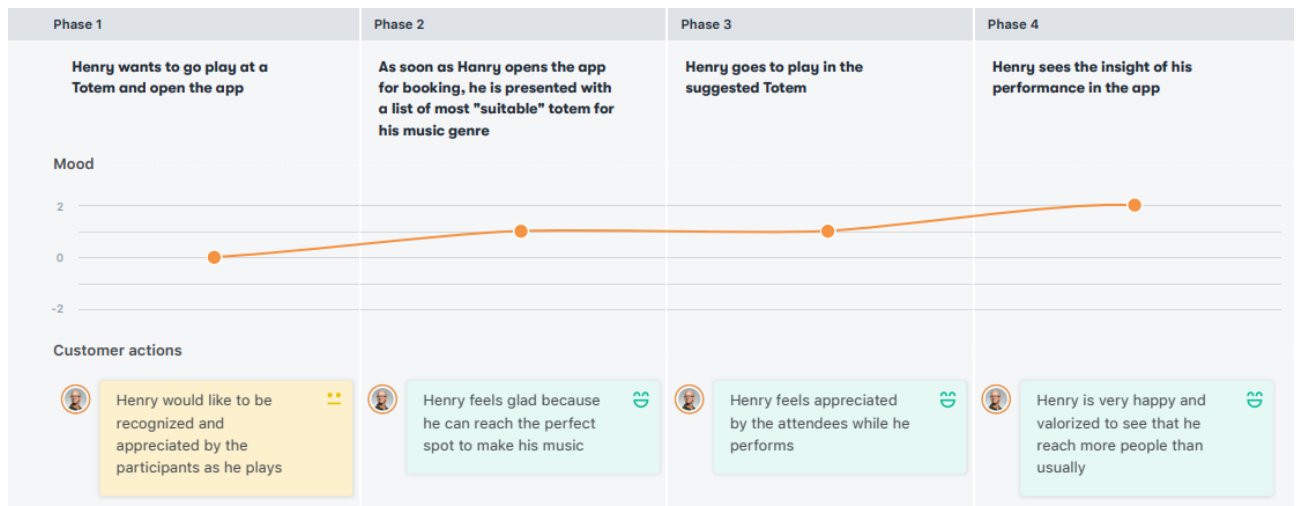 Phase 1
Phase 2
Phase 3
Phase 4
Henry wants to go play at a
Totem and open the app
As soon as Hanry opens the app
for booking, he is presented with
a list of most "suitable" totem for
his music genre
Henry goes to play in the
suggested Totem
Henry sees the insight of his
performance in the app
Mood
2
0
-2
Customer actions
Henry would like to be
recognized and
appreciated by the
participants as he plays
Henry feels glad because
he can reach the perfect
spot to make his music
Henry feels appreciated
by the attendees while he
performs
Henry is very happy and
valorized to see that he
reach more people than
usually